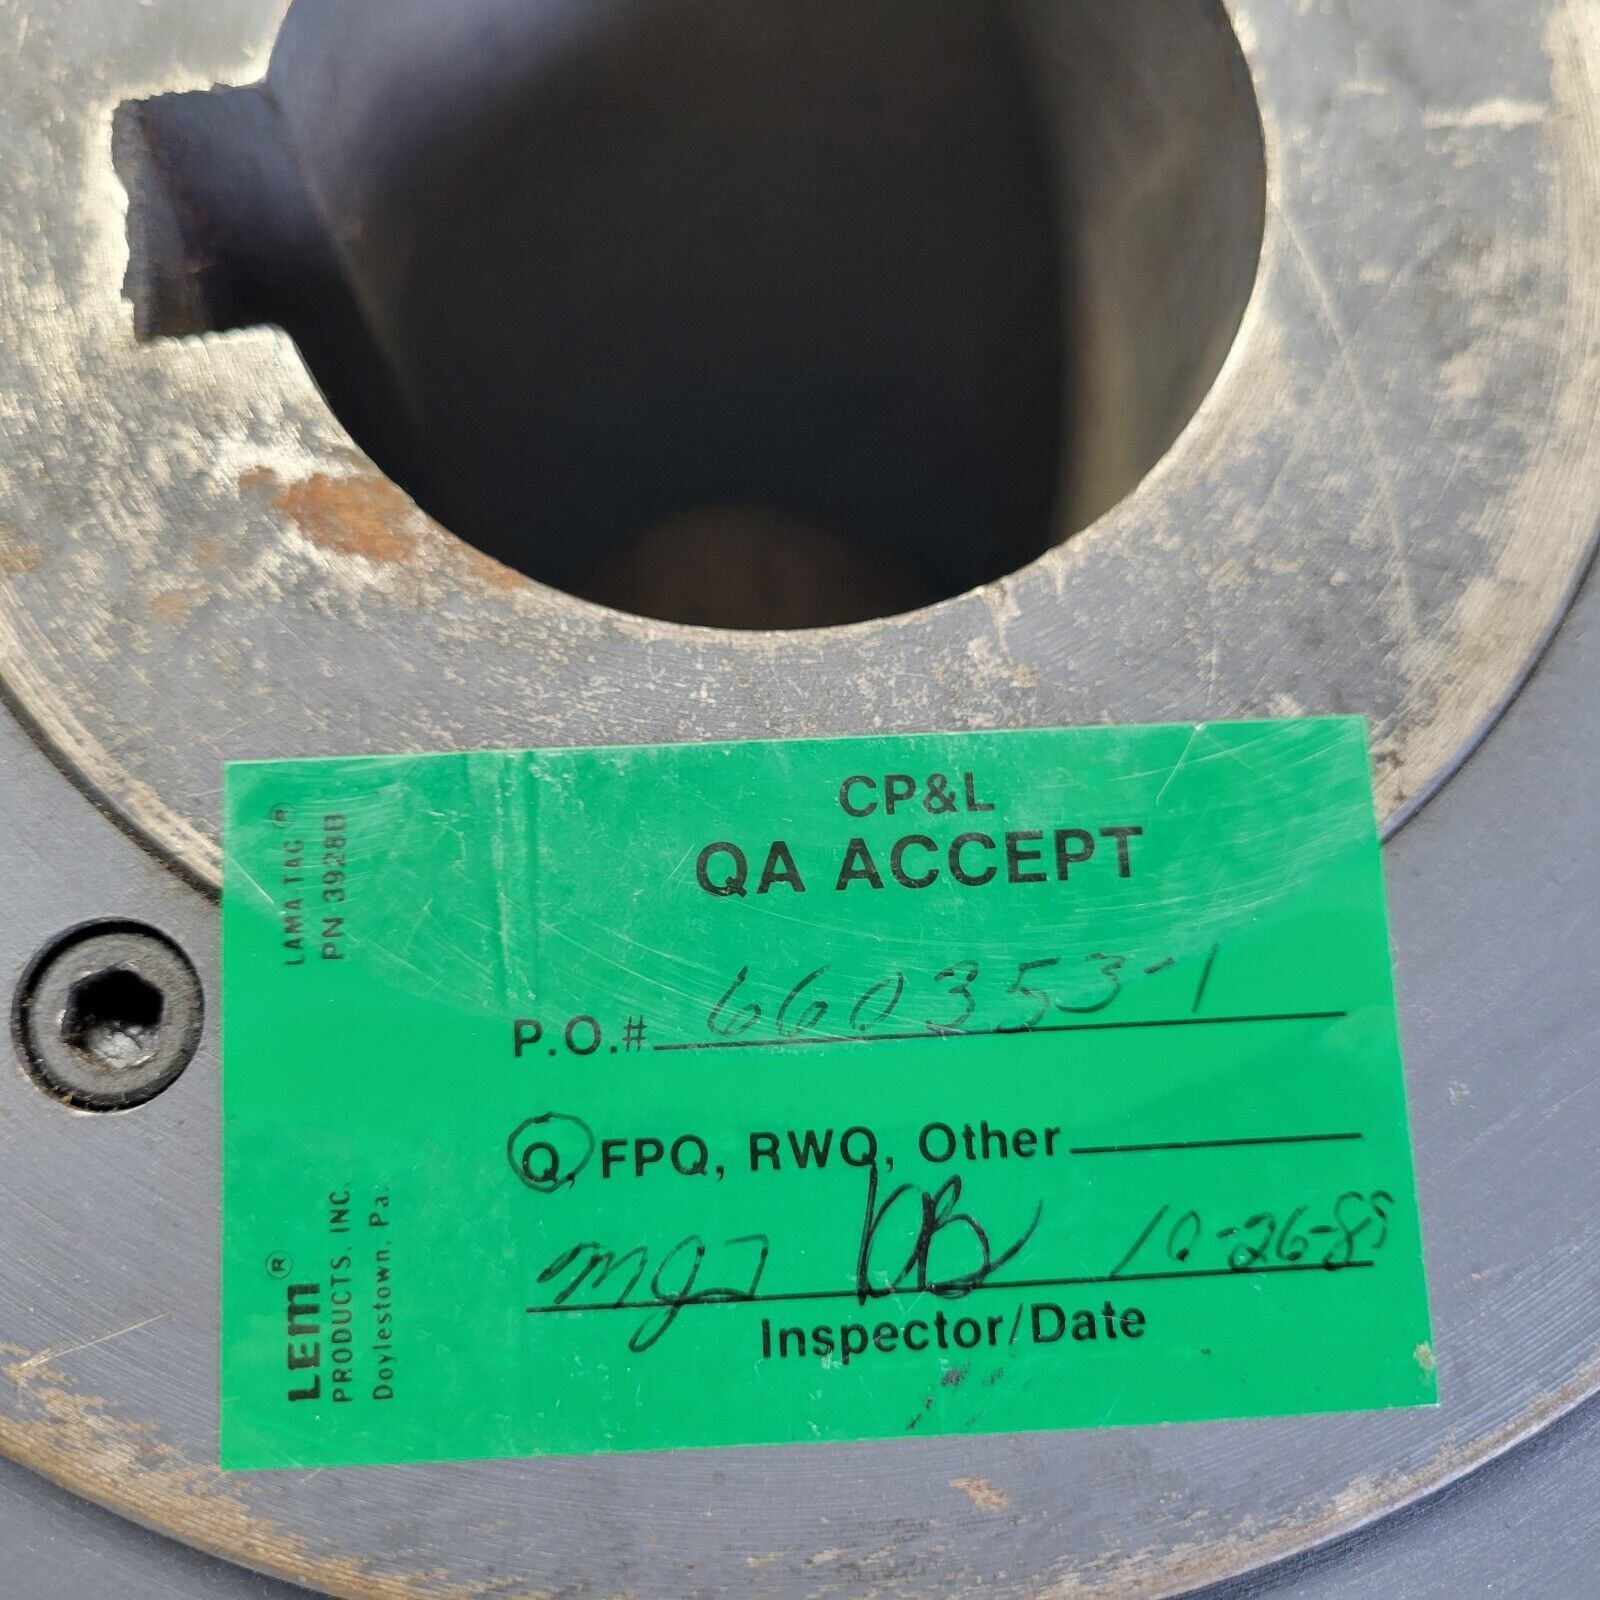 CP&L
QA ACCEPT
P.O.# 660353-1
Q, FPQ, RWQ, Other
10-26-85
Inspector/Date
LAMA-TAG®
PN 3928B
LEM®
PRODUCTS, INC.
Doylestown, Pa.